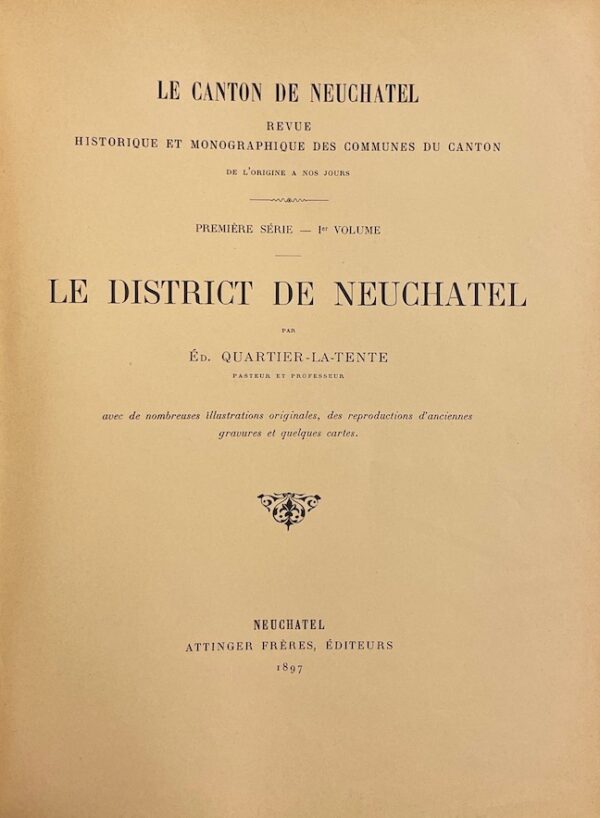 LE CANTON DE NEUCHATEL
REVUE
HISTORIQUE ET MONOGRAPHIQUE DES COMMUNES DU CANTON
DE L'ORIGINE A NOS JOURS
PREMIÈRE SÉRIE — Ier VOLUME
LE DISTRICT DE NEUCHATEL
PAR
ÉD. QUARTIER-LA-TENTE
PASTEUR ET PROFESSEUR
avec de nombreuses illustrations originales, des reproductions d'anciennes
gravures et quelques cartes.
NEUCHATEL
ATTINGER FRÈRES, ÉDITEURS
1897